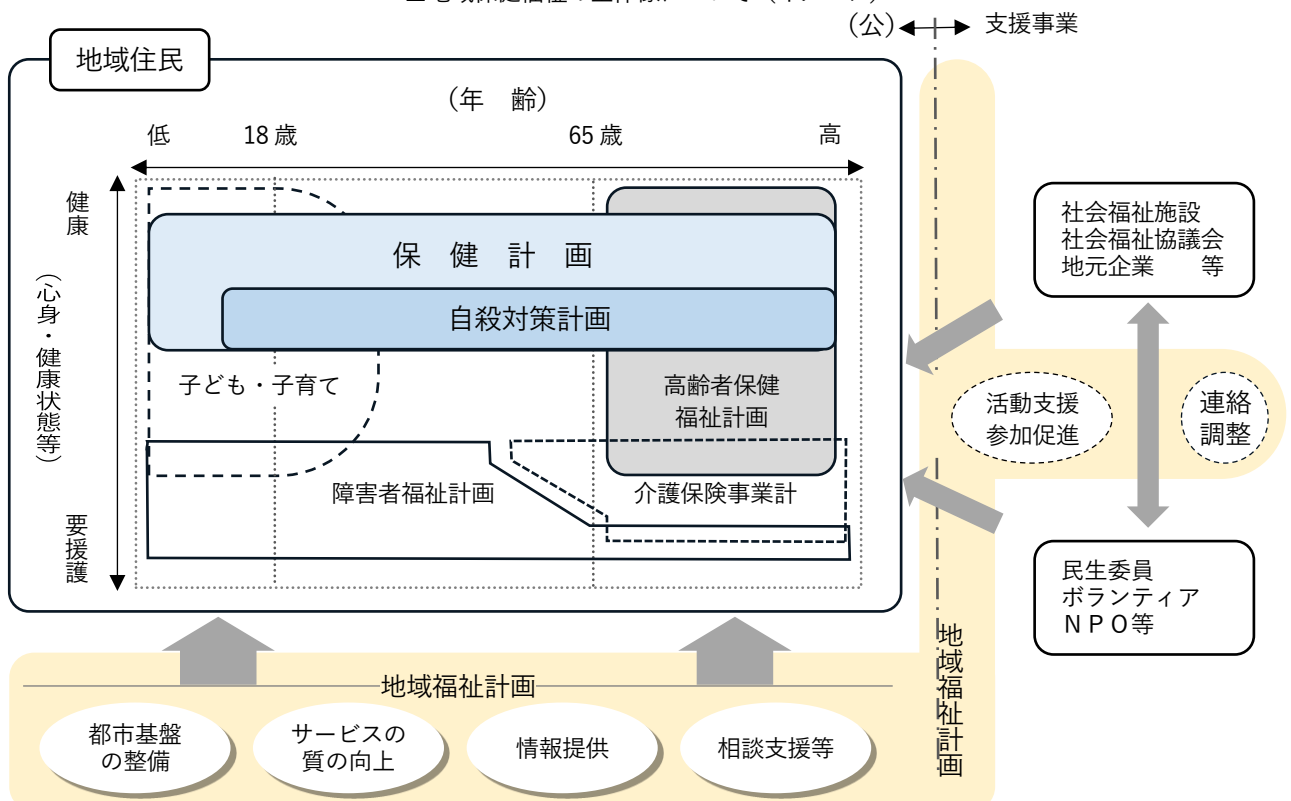 (公)
支援事業
地域住民
(年　齢)
低
18歳
65歳
高
健康
(心身・健康状態等)
要援護
保　健　計　画
自殺対策計画
子ども・子育て
高齢者保健
福祉計画
障害者福祉計画
介護保険事業計
社会福祉施設
社会福祉協議会
地元企業　　等
活動支援
参加促進
連絡
調整
民生委員
ボランティア
ＮＰＯ等
地域福祉計画
地域福祉計画
都市基盤
の整備
サービスの
質の向上
情報提供
相談支援等